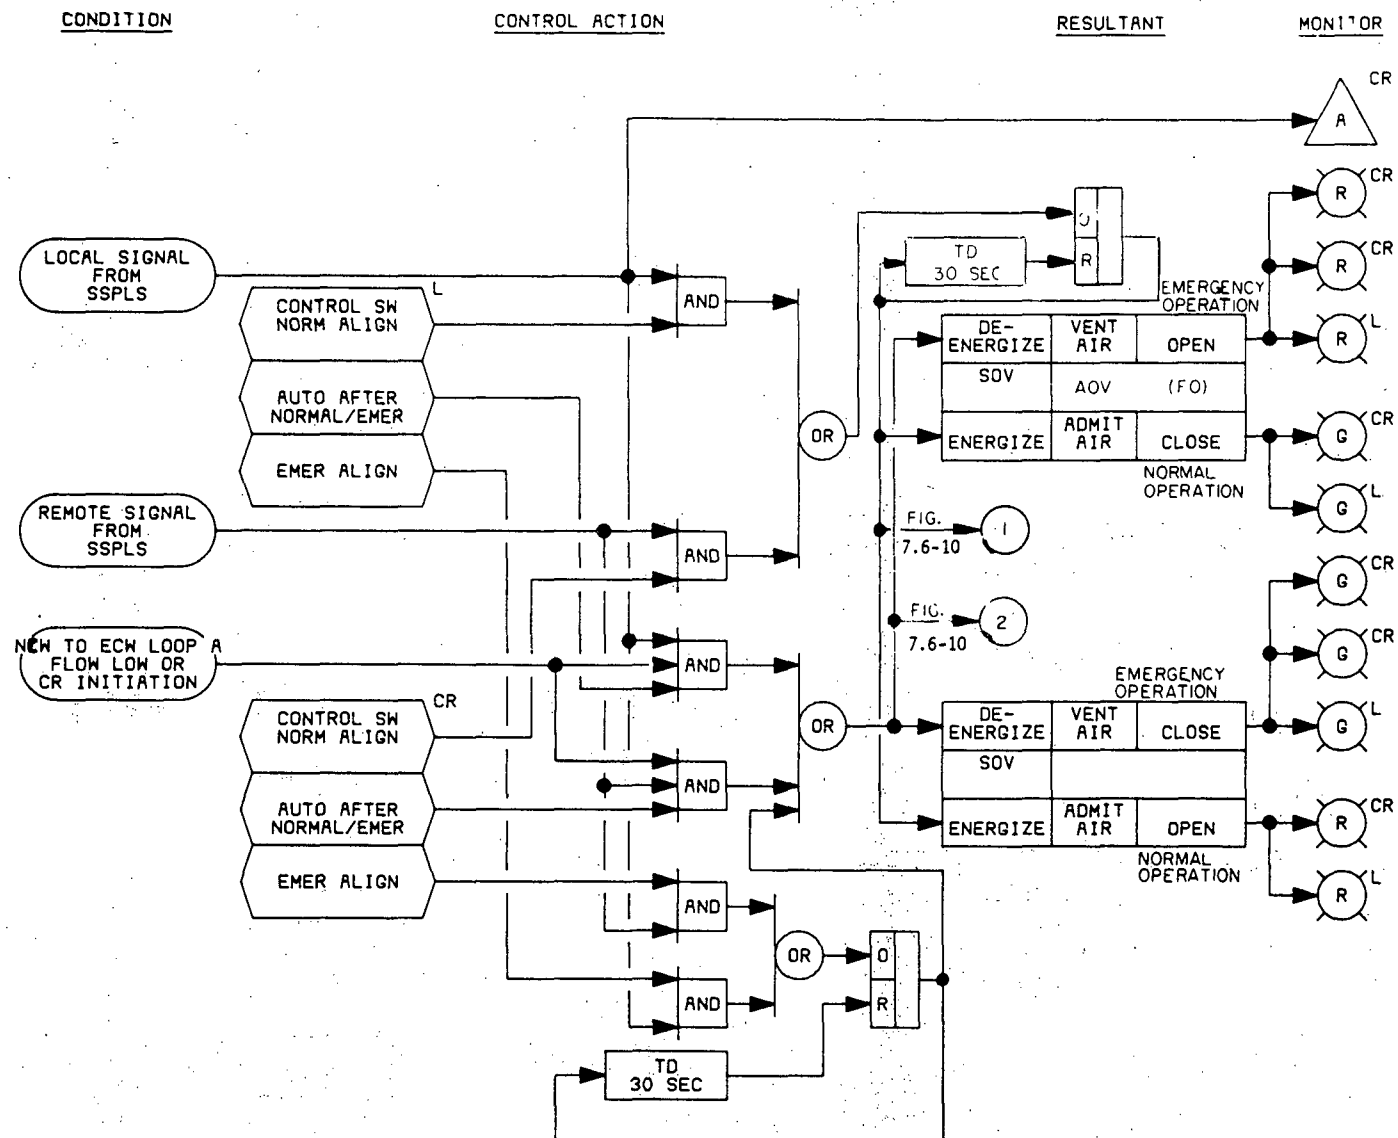 CONDITION
CONTROL ACTION
RESULTANT
MONITOR
CR
A
CR
R
CR
R
L
R
O
R
TD
30 SEC
LOCAL SIGNAL
FROM
SSPLS
L
CONTROL SW
NORM ALIGN
AUTO AFTER
NORMAL/EMER
EMER ALIGN
AND
OR
EMERGENCY
OPERATION
DE-
ENERGIZE
VENT
AIR
OPEN
SOV
AOV
(FO)
ENERGIZE
ADMIT
AIR
CLOSE
NORMAL
OPERATION
CR
G
L
G
REMOTE SIGNAL
FROM
SSPLS
AND
FIG.
7.6-10
1
FIG.
7.6-10
2
CR
G
CR
G
L
G
NEW TO ECW LOOP A
FLOW LOW OR
CR INITIATION
AND
CR
CONTROL SW
NORM ALIGN
AUTO AFTER
NORMAL/EMER
EMER ALIGN
AND
OR
EMERGENCY
OPERATION
DE-
ENERGIZE
VENT
AIR
CLOSE
SOV
ENERGIZE
ADMIT
AIR
OPEN
NORMAL
OPERATION
CR
R
L
R
AND
AND
OR
O
R
TD
30 SEC